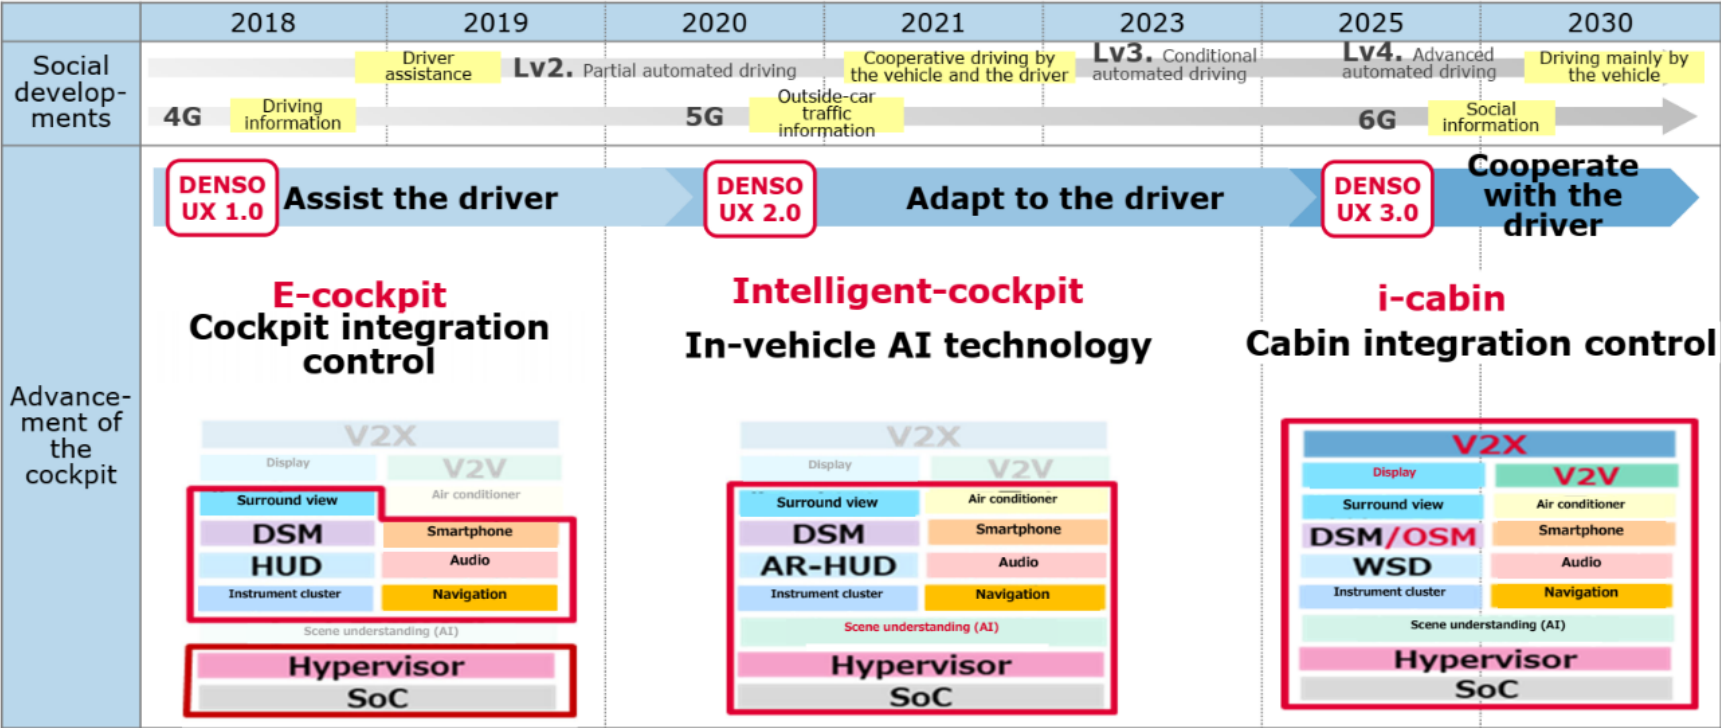 2018
2019
2020
2021
2023
2025
2030
Social
develop-
ments
Driver
assistance
Lv2. Partial automated driving
Cooperative driving by
the vehicle and the driver
Lv3. Conditional
automated driving
Lv4. Advanced
automated driving
Driving mainly by
the vehicle
4G
Driving
information
5G
Outside-car
traffic
information
6G
Social
information
Advance-
ment of
the
cockpit
DENSO
UX 1.0
Assist the driver
DENSO
UX 2.0
Adapt to the driver
DENSO
UX 3.0
Cooperate
with the
driver
E-cockpit
Cockpit integration
control
V2X
Display
V2V
Surround view
Air conditioner
DSM
Smartphone
HUD
Audio
Instrument cluster
Navigation
Scene understanding (AI)
Hypervisor
SoC
Intelligent-cockpit
In-vehicle AI technology
V2X
Display
V2V
Surround view
Air conditioner
DSM
Smartphone
AR-HUD
Audio
Instrument cluster
Navigation
Scene understanding (AI)
Hypervisor
SoC
i-cabin
Cabin integration control
V2X
Display
V2V
Surround view
Air conditioner
DSM/OSM
Smartphone
WSD
Audio
Instrument cluster
Navigation
Scene understanding (AI)
Hypervisor
SoC